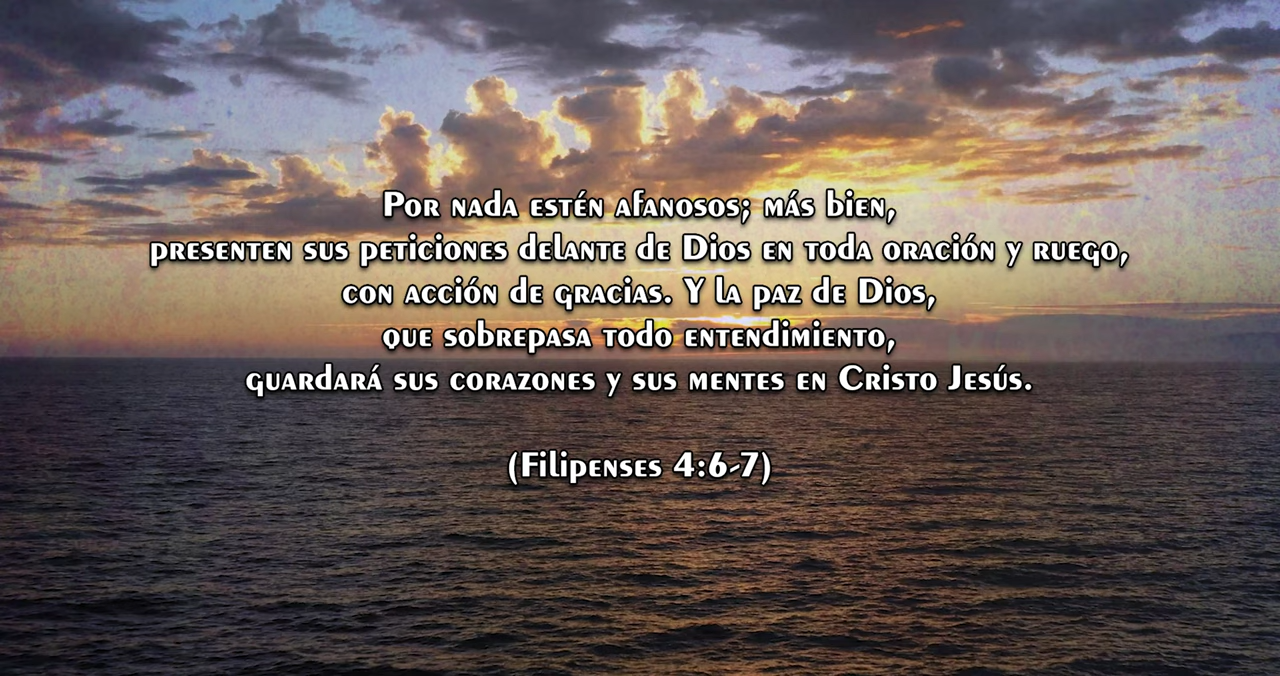 Por nada estén afanosos; más bien,
presenten sus peticiones delante de Dios en toda oración y ruego,
con acción de gracias. Y la paz de Dios,
que sobrepasa todo entendimiento,
guardará sus corazones y sus mentes en Cristo Jesús.
(Filipenses 4:6-7)